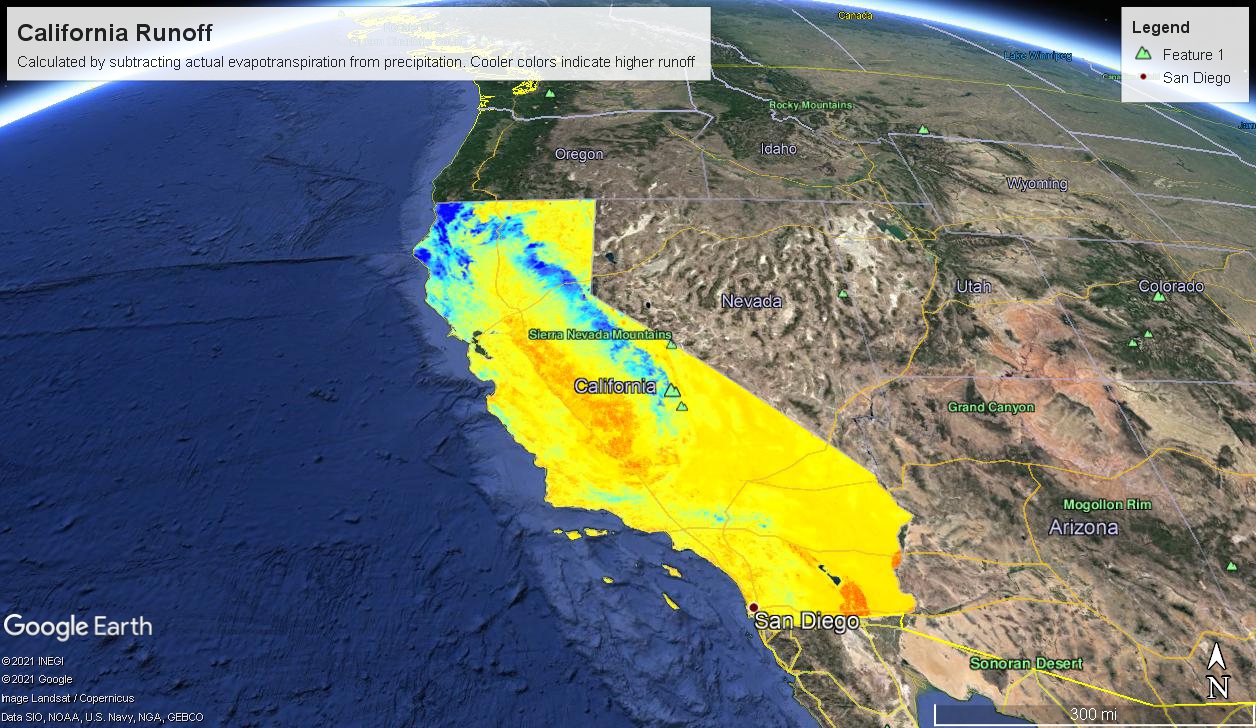 California Runoff
Calculated by subtracting actual evapotranspiration from precipitation. Cooler colors indicate higher runoff
Legend
Feature 1
San Diego
Canada
Lake Winnipeg
Rocky Mountains
Oregon
Idaho
Wyoming
Nevada
Utah
Colorado
Sierra Nevada Mountains
California
Grand Canyon
Mogollon Rim
Arizona
San Diego
Sonoran Desert
Google Earth
©2021 INEGI
©2021 Google
Image Landsat / Copernicus
Data SIO, NOAA, U.S. Navy, NGA, GEBCO
N
300 mi